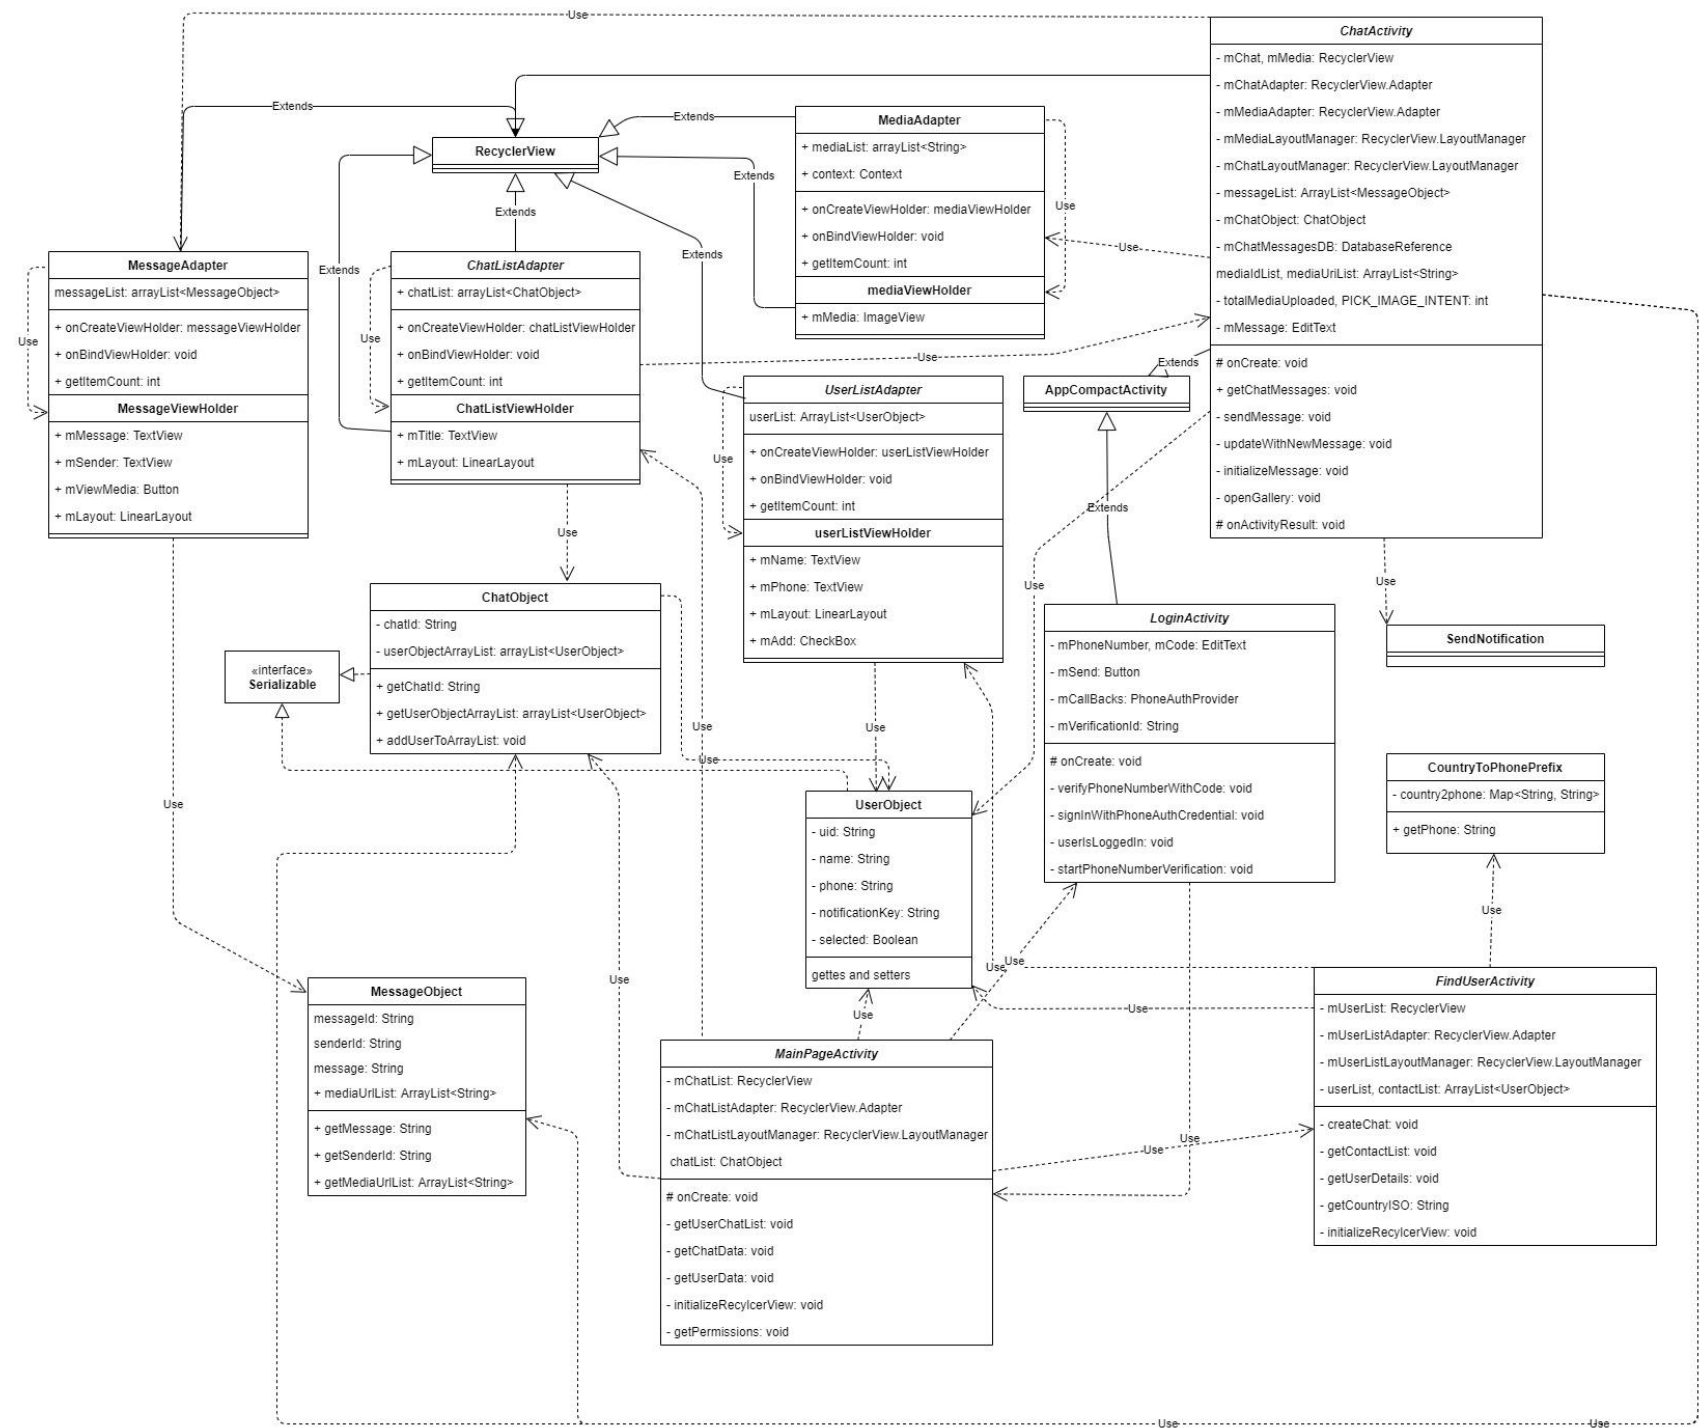 Use
ChatActivity
- mChat, mMedia: RecyclerView
- mChatAdapter: RecyclerView.Adapter
- mMediaAdapter: RecyclerView.Adapter
- mMediaLayoutManager: RecyclerView.LayoutManager
- mChatLayoutManager: RecyclerView.LayoutManager
- messageList: ArrayList<MessageObject>
- mChatObject: ChatObject
- mChatMessagesDB: DatabaseReference
mediaIdList, mediaUriList: ArrayList<String>
- totalMediaUploaded, PICK_IMAGE_INTENT: int
- mMessage: EditText
# onCreate: void
+ getChatMessages: void
- sendMessage: void
- updateWithNewMessage: void
- initializeMessage: void
- openGallery: void
# onActivityResult: void
Extends
Extends
RecyclerView
MediaAdapter
+ mediaList: arrayList<String>
+ context: Context
+ onCreateViewHolder: mediaViewHolder
+ onBindViewHolder: void
+ getItemCount: int
mediaViewHolder
+ mMedia: ImageView
Extends
Use
Use
Extends
Extends
Extends
MessageAdapter
messageList: arrayList<MessageObject>
+ onCreateViewHolder: messageViewHolder
+ onBindViewHolder: void
+ getItemCount: int
MessageViewHolder
+ mMessage: TextView
+ mSender: TextView
+ mViewMedia: Button
+ mLayout: LinearLayout
Use
ChatListAdapter
+ chatList: arrayList<ChatObject>
+ onCreateViewHolder: chatListViewHolder
+ onBindViewHolder: void
+ getItemCount: int
ChatListViewHolder
+ mTitle: TextView
+ mLayout: LinearLayout
Use
Use
Extends
AppCompactActivity
UserListAdapter
userList: ArrayList<UserObject>
+ onCreateViewHolder: userListViewHolder
+ onBindViewHolder: void
+ getItemCount: int
userListViewHolder
+ mName: TextView
+ mPhone: TextView
+ mLayout: LinearLayout
+ mAdd: CheckBox
Use
Extends
Use
Use
Use
ChatObject
- chatId: String
- userObjectArrayList: arrayList<UserObject>
+ getChatId: String
+ getUserObjectArrayList: arrayList<UserObject>
+ addUserToArrayList: void
«interface»
Serializable
LoginActivity
- mPhoneNumber, mCode: EditText
- mSend: Button
- mCallBacks: PhoneAuthProvider
- mVerificationId: String
# onCreate: void
- verifyPhoneNumberWithCode: void
- signInWithPhoneAuthCredential: void
- userIsLoggedIn: void
- startPhoneNumberVerification: void
SendNotification
Use
Use
Use
Use
CountryToPhonePrefix
- country2phone: Map<String, String>
+ getPhone: String
UserObject
- uid: String
- name: String
- phone: String
- notificationKey: String
- selected: Boolean
gettes and setters
Use
Use
Use
Use
Use
Use
MessageObject
messageId: String
senderId: String
message: String
+ mediaUrlList: ArrayList<String>
+ getMessage: String
+ getSenderId: String
+ getMediaUrlList: ArrayList<String>
MainPageActivity
- mChatList: RecyclerView
- mChatListAdapter: RecyclerView.Adapter
- mChatListLayoutManager: RecyclerView.LayoutManager
chatList: ChatObject
# onCreate: void
- getUserChatList: void
- getChatData: void
- getUserData: void
- initializeRecylcerView: void
- getPermissions: void
FindUserActivity
- mUserList: RecyclerView
- mUserListAdapter: RecyclerView.Adapter
- mUserListLayoutManager: RecyclerView.LayoutManager
- userList, contactList: ArrayList<UserObject>
- createChat: void
- getContactList: void
- getUserDetails: void
- getCountryISO: String
- initializeRecylcerView: void
Use
Use
Use
Use